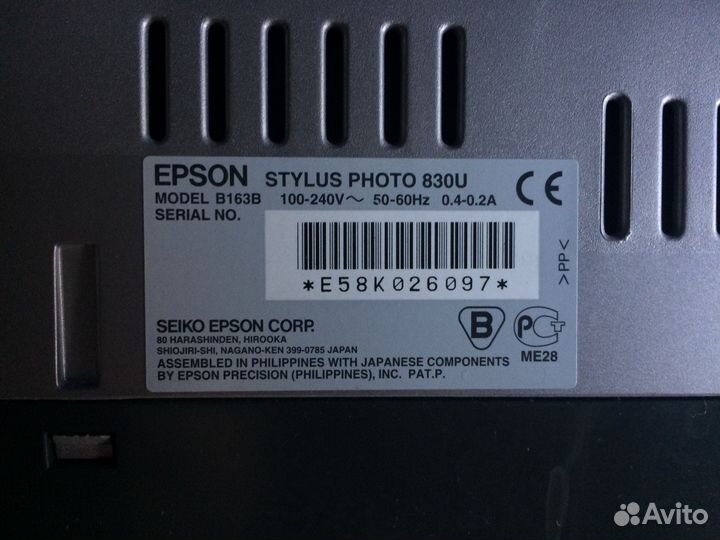 EPSON STYLUS PHOTO 830U
MODEL B163B 100-240V~ 50-60Hz 0.4-0.2A
SERIAL NO.
*E58K026097*
SEIKO EPSON CORP.
80 HARASHINDEN, HIROOKA
SHIOJIRI-SHI, NAGANO-KEN 399-0785 JAPAN
ASSEMBLED IN PHILIPPINES WITH JAPANESE COMPONENTS
BY EPSON PRECISION (PHILIPPINES), INC. PAT.P.
CE
B
PCT
ME28
>PP<
Avito